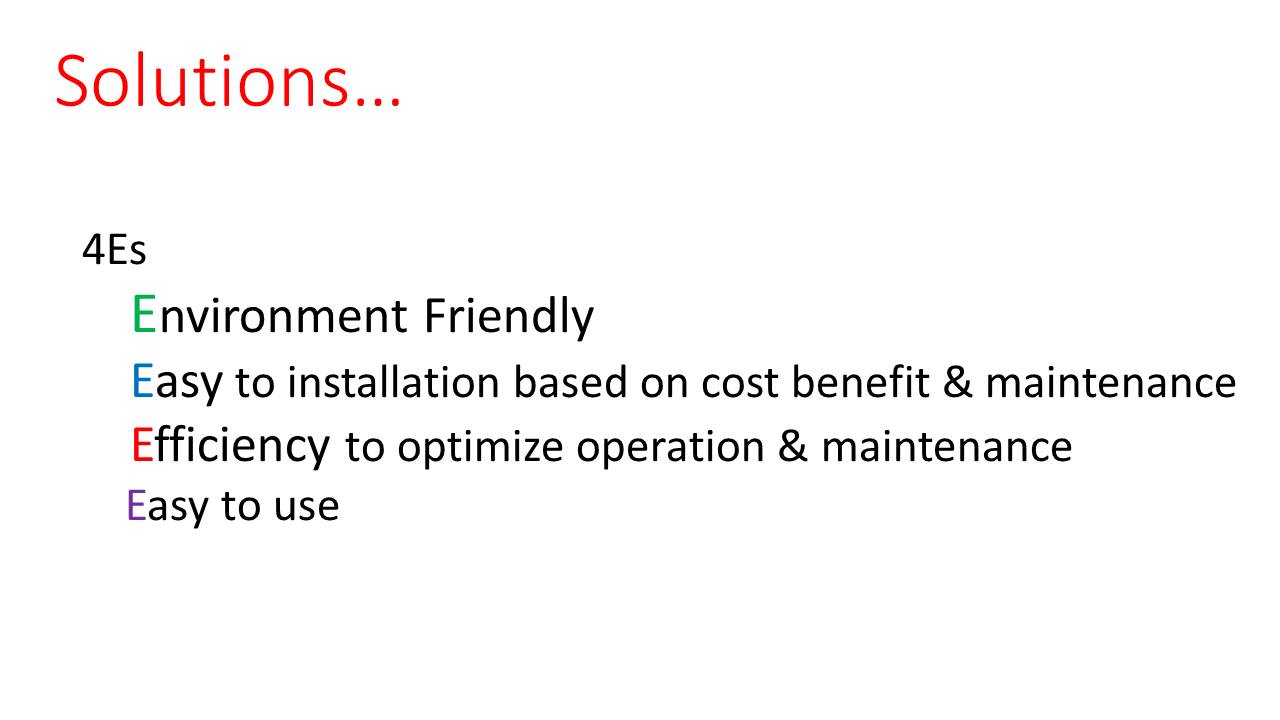 Solutions...
4Es
Environment Friendly
Easy to installation based on cost benefit & maintenance
Efficiency to optimize operation & maintenance
Easy to use